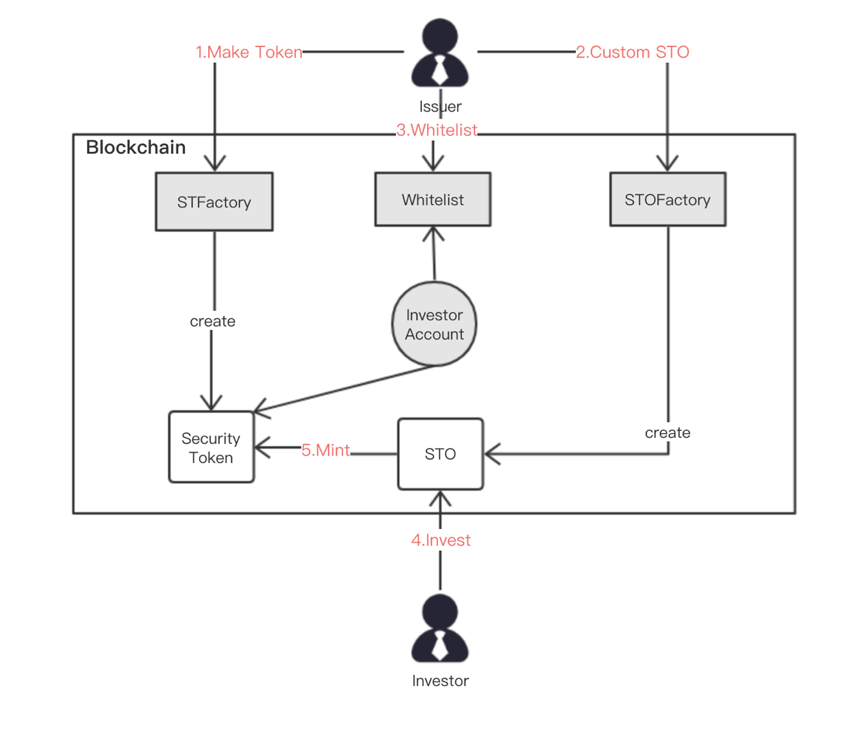 1.Make Token
2.Custom STO
Issuer
3.Whitelist
Blockchain
STFactory
Whitelist
STOFactory
Investor
Account
create
create
Security
Token
5.Mint
STO
4.Invest
Investor